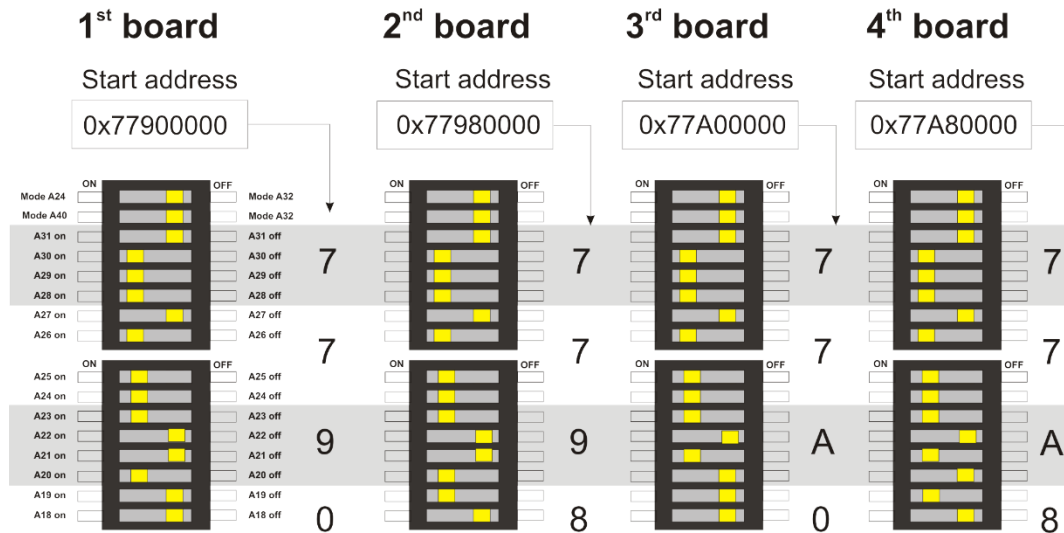 1st board 2nd board 3rd board 4th board
Start address Start address Start address Start address
0x77900000 0x77980000 0x77A00000 0x77A80000
ON OFF ON OFF ON OFF ON OFF
Mode A24 Mode A32
Mode A40 Mode A32
A31 on A31 off
A30 on A30 off 7 7 7 7
A29 on A29 off
A28 on A28 off
A27 on A27 off
A26 on A26 off 7 7 7 7
ON OFF ON OFF ON OFF ON OFF
A25 on A25 off
A24 on A24 off
A23 on A23 off
A22 on A22 off 9 9 A A
A21 on A21 off
A20 on A20 off
A19 on A19 off
A18 on A18 off 0 8 0 8